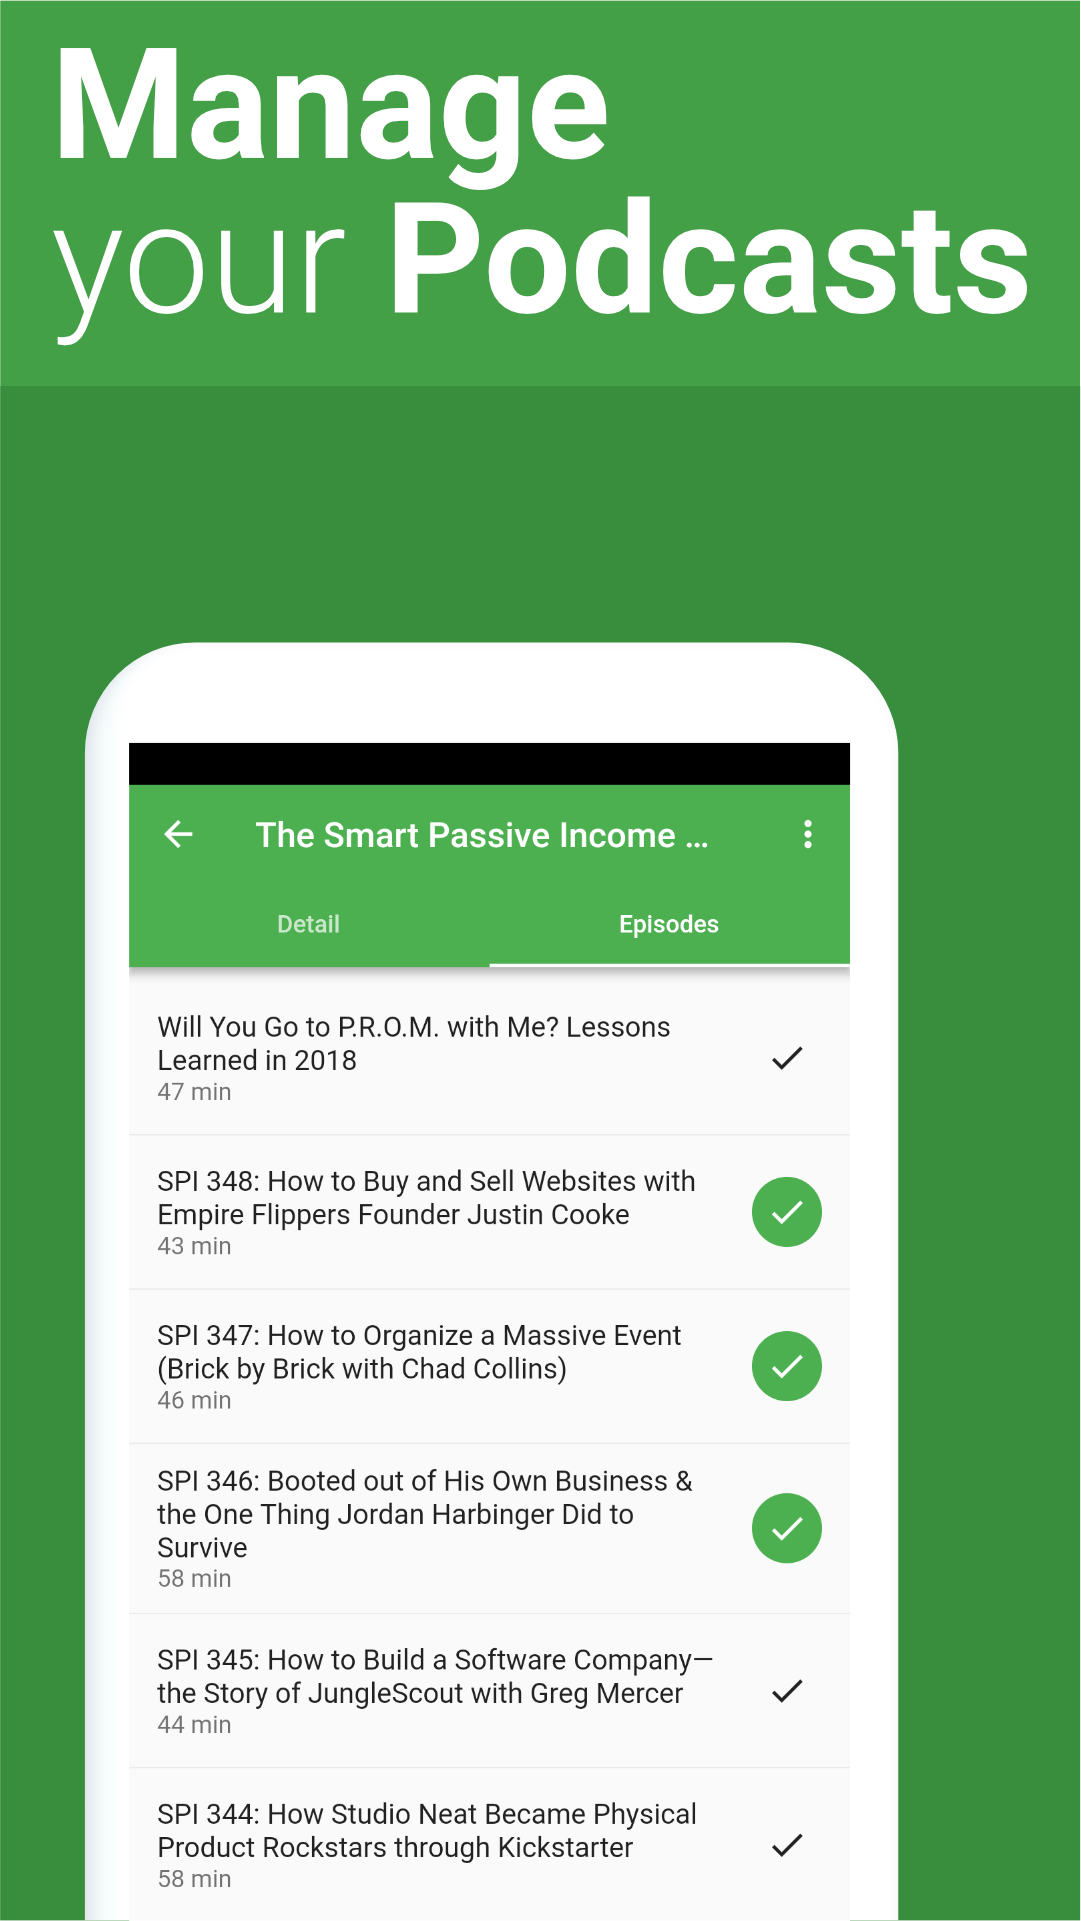 Manage
your Podcasts
The Smart Passive Income ...
Detail
Episodes
Will You Go to P.R.O.M. with Me? Lessons
Learned in 2018
47 min
SPI 348: How to Buy and Sell Websites with
Empire Flippers Founder Justin Cooke
43 min
SPI 347: How to Organize a Massive Event
(Brick by Brick with Chad Collins)
46 min
SPI 346: Booted out of His Own Business &
the One Thing Jordan Harbinger Did to
Survive
58 min
SPI 345: How to Build a Software Company—
the Story of JungleScout with Greg Mercer
44 min
SPI 344: How Studio Neat Became Physical
Product Rockstars through Kickstarter
58 min